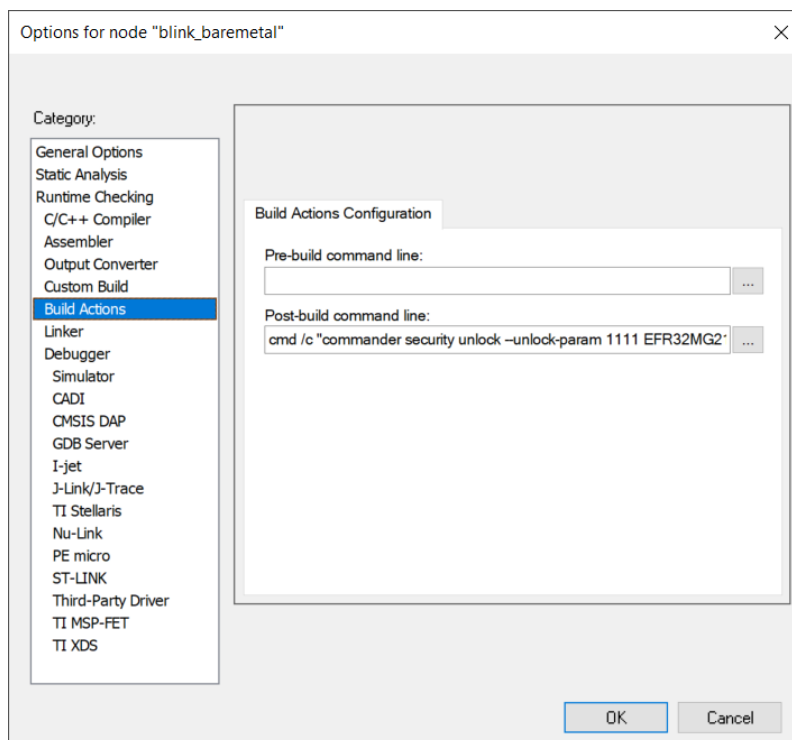 Options for node "blink_baremetal"
Category:
General Options
Static Analysis
Runtime Checking
C/C++ Compiler
Assembler
Output Converter
Custom Build
Build Actions
Linker
Debugger
Simulator
CADI
CMSIS DAP
GDB Server
I-jet
J-Link/J-Trace
TI Stellaris
Nu-Link
PE micro
ST-LINK
Third-Party Driver
TI MSP-FET
TI XDS
Build Actions Configuration
Pre-build command line:
...
Post-build command line:
cmd /c "commander security unlock --unlock-param 1111 EFR32MG21
...
OK
Cancel